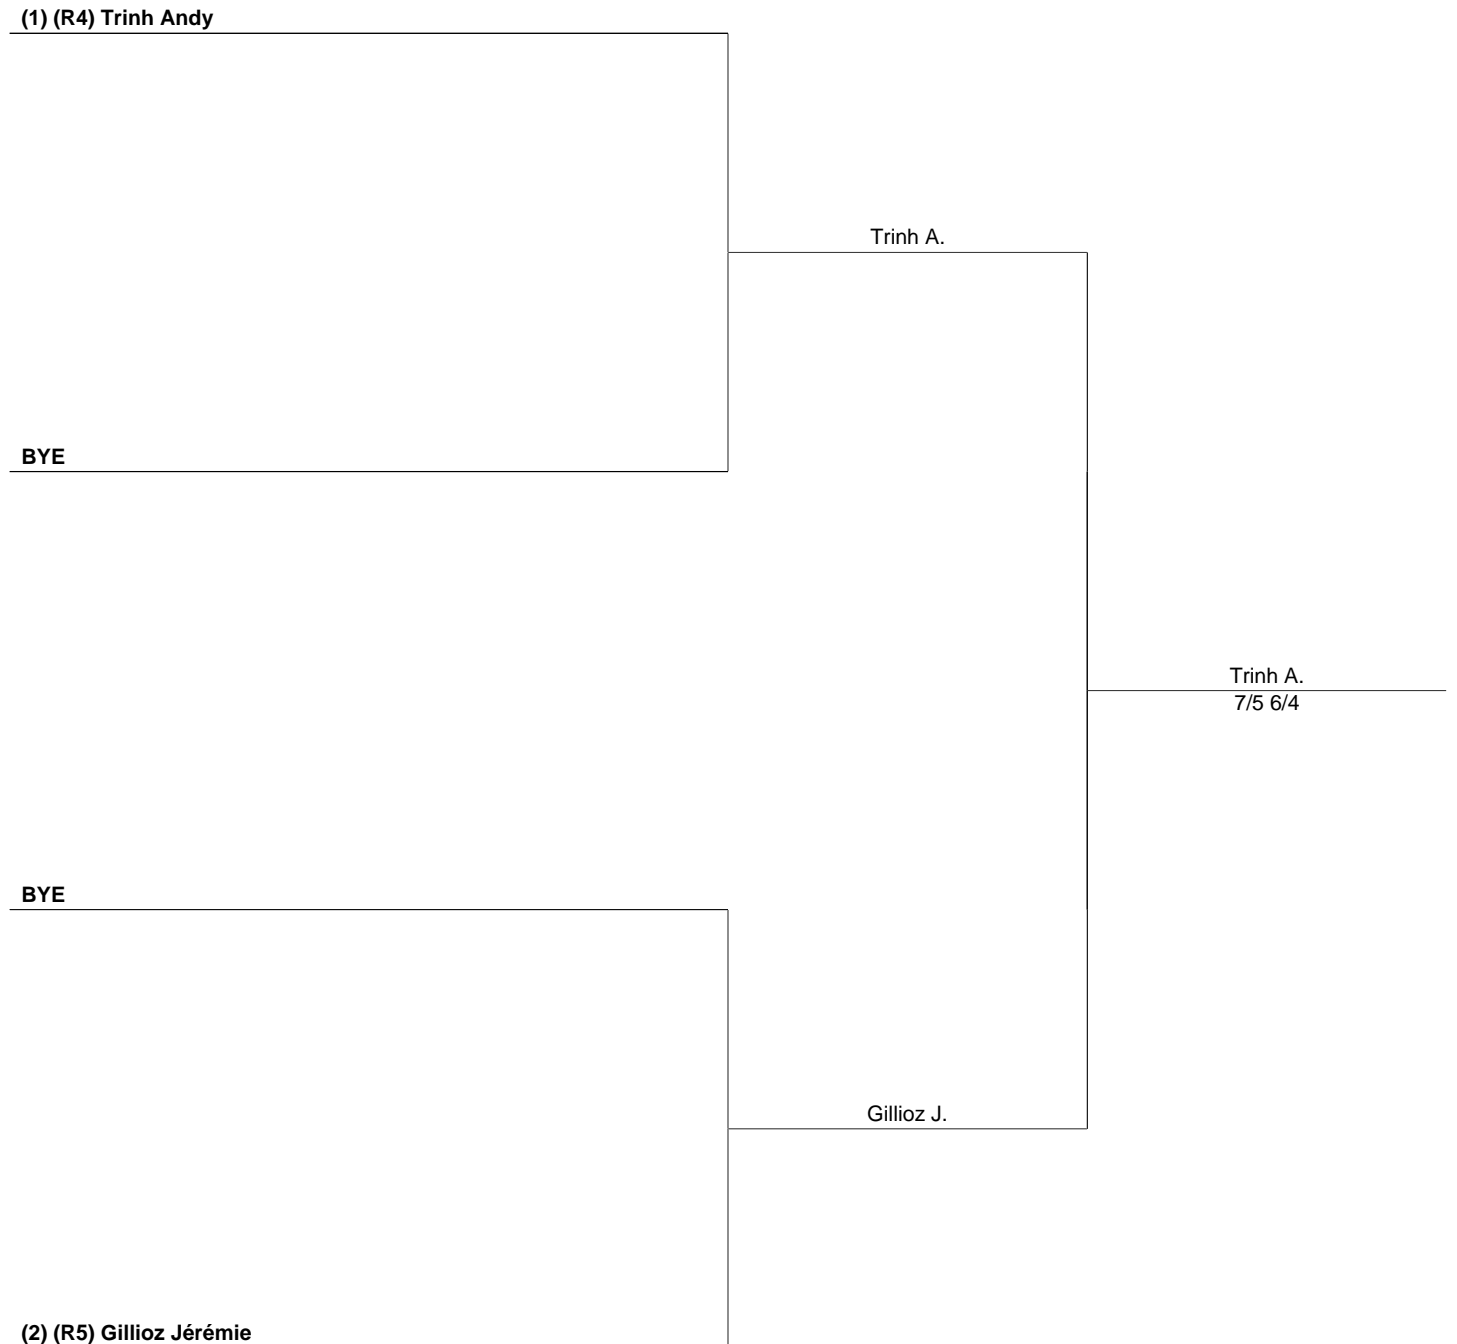 (1) (R4) Trinh Andy
Trinh A.
BYE
Trinh A.
7/5 6/4
BYE
Gillioz J.
(2) (R5) Gillioz Jérémie